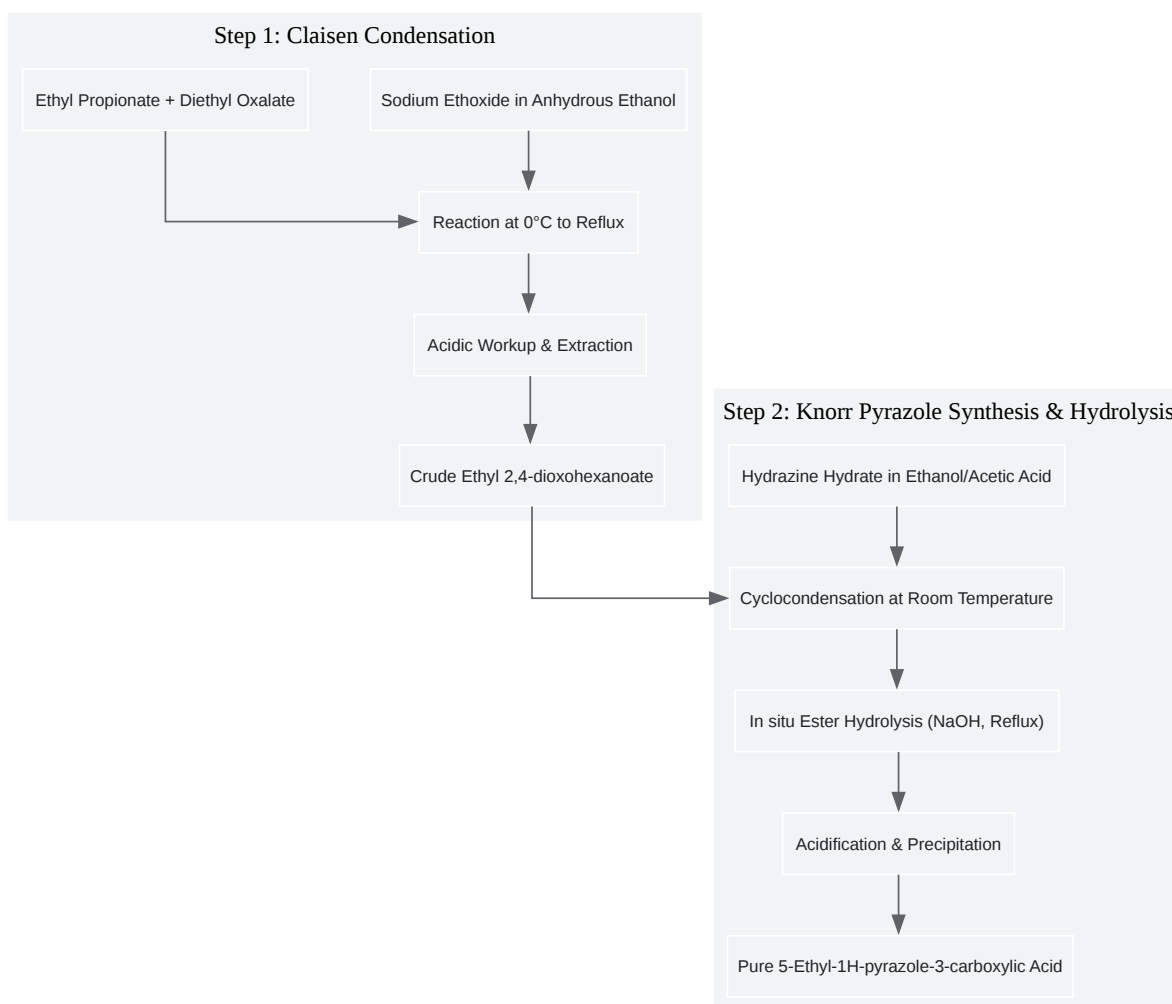 Step 1: Claisen Condensation
Ethyl Propionate + Diethyl Oxalate
Sodium Ethoxide in Anhydrous Ethanol
Reaction at 0°C to Reflux
Acidic Workup & Extraction
Crude Ethyl 2,4-dioxohexanoate
Step 2: Knorr Pyrazole Synthesis & Hydrolysis
Hydrazine Hydrate in Ethanol/Acetic Acid
Cyclocondensation at Room Temperature
In situ Ester Hydrolysis (NaOH, Reflux)
Acidification & Precipitation
Pure 5-Ethyl-1H-pyrazole-3-carboxylic Acid